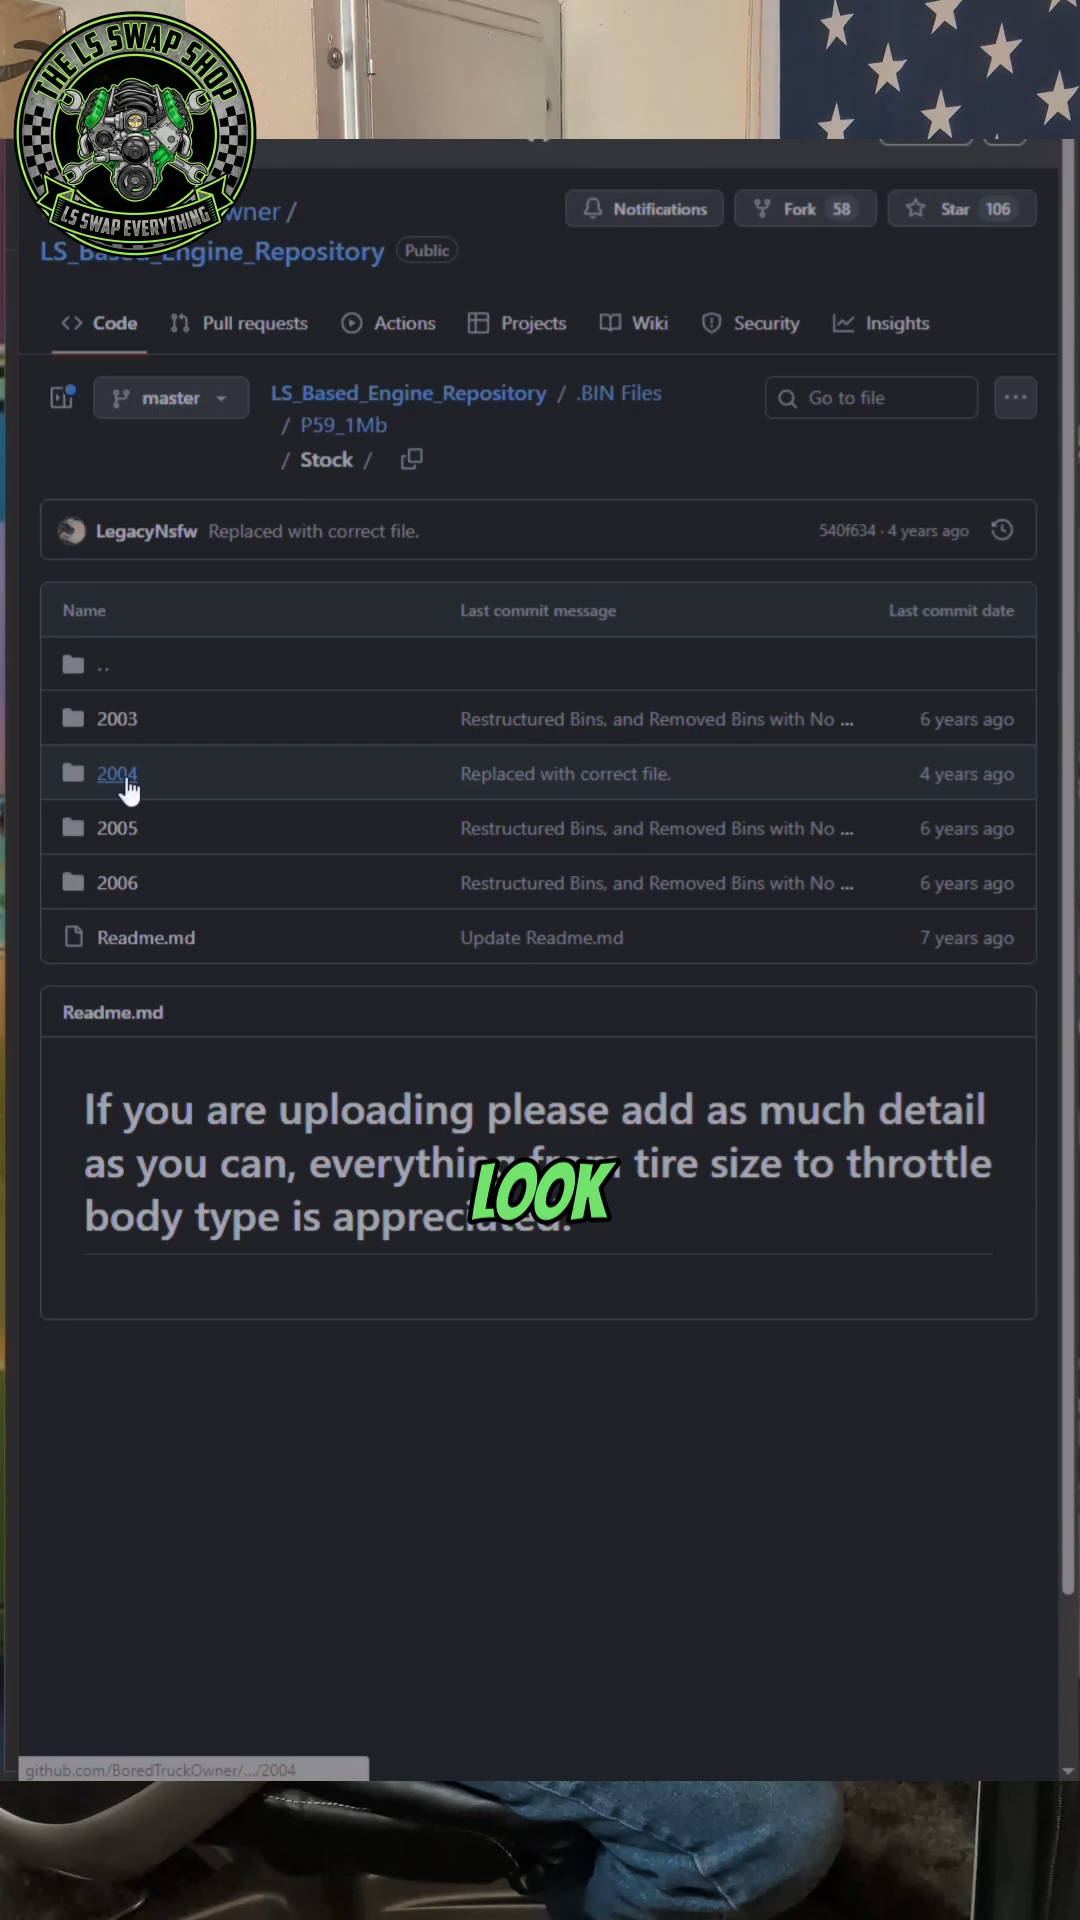 THE LS SWAP SHOP
LS SWAP EVERYTHING
wner /
LS_Based_Engine_Repository Public
Notifications Fork 58 Star 106
Code Pull requests Actions Projects Wiki Security Insights
master LS_Based_Engine_Repository / .BIN Files Go to file ...
/ P59_1Mb
/ Stock /
LegacyNsfw Replaced with correct file. 540f634 · 4 years ago
Name Last commit message Last commit date
..
2003 Restructured Bins, and Removed Bins with No ... 6 years ago
2004 Replaced with correct file. 4 years ago
2005 Restructured Bins, and Removed Bins with No ... 6 years ago
2006 Restructured Bins, and Removed Bins with No ... 6 years ago
Readme.md Update Readme.md 7 years ago
Readme.md
If you are uploading please add as much detail
as you can, everything from tire size to throttle
body type is appreciated.
LOOK
github.com/BoredTruckOwner/.../2004